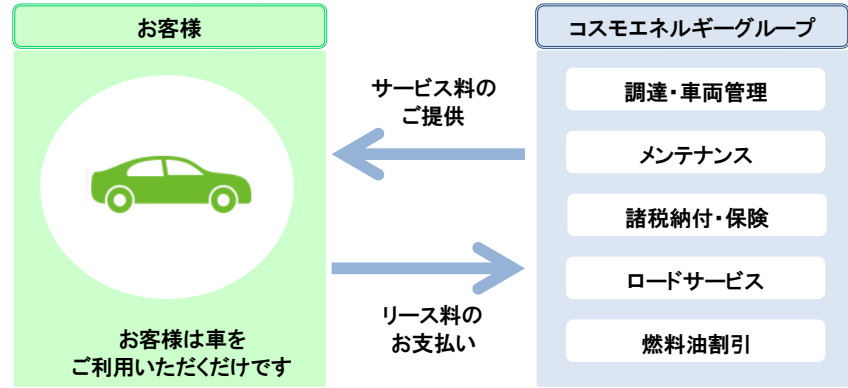 お客様
コスモエネルギーグループ
サービス料の
ご提供
調達・車両管理
メンテナンス
諸税納付・保険
ロードサービス
燃料油割引
リース料の
お支払い
お客様は車を
ご利用いただくだけです